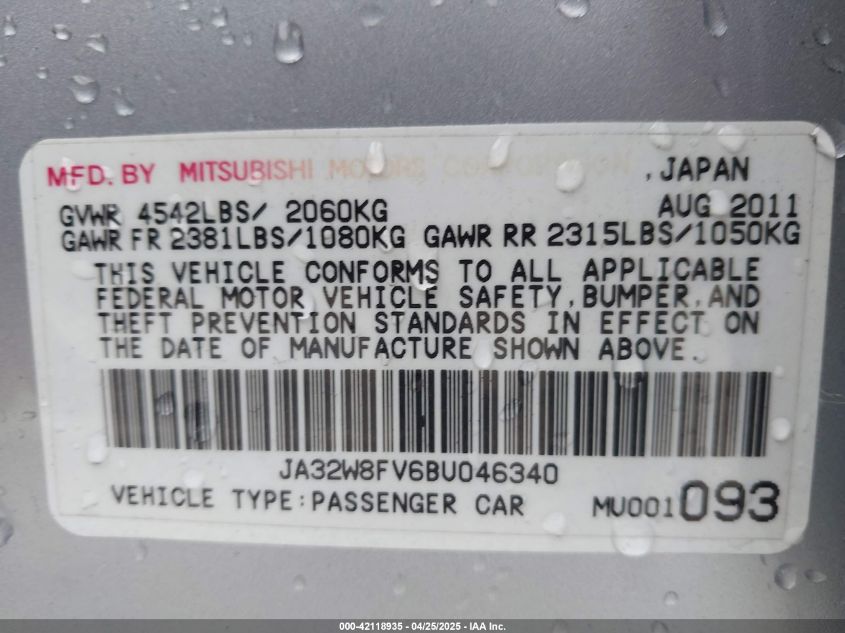 MFD. BY MITSUBISHI MOTORS CORPORATION, JAPAN
GVWR 4542LBS/ 2060KG AUG 2011
GAWR FR 2381LBS/1080KG GAWR RR 2315LBS/1050KG
THIS VEHICLE CONFORMS TO ALL APPLICABLE
FEDERAL MOTOR VEHICLE SAFETY, BUMPER, AND
THEFT PREVENTION STANDARDS IN EFFECT ON
THE DATE OF MANUFACTURE SHOWN ABOVE.
JA32W8FV6BU046340
VEHICLE TYPE:PASSENGER CAR MU001093
000-42118935 - 04/25/2025 - IAA Inc.